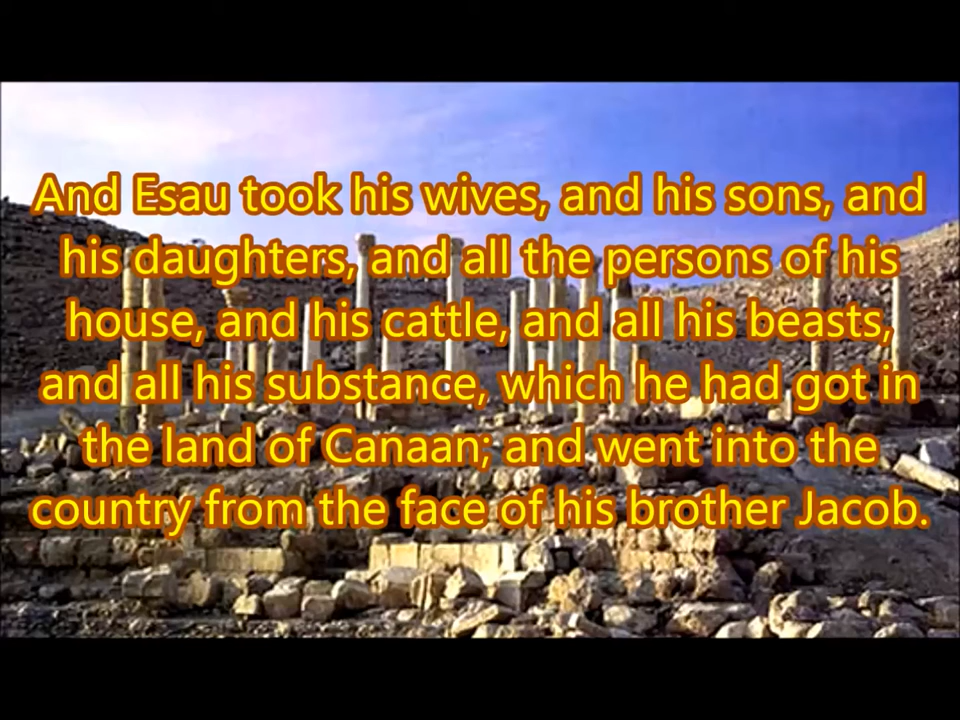 And Esau took his wives, and his sons, and
his daughters, and all the persons of his
house, and his cattle, and all his beasts,
and all his substance, which he had got in
the land of Canaan; and went into the
country from the face of his brother Jacob.